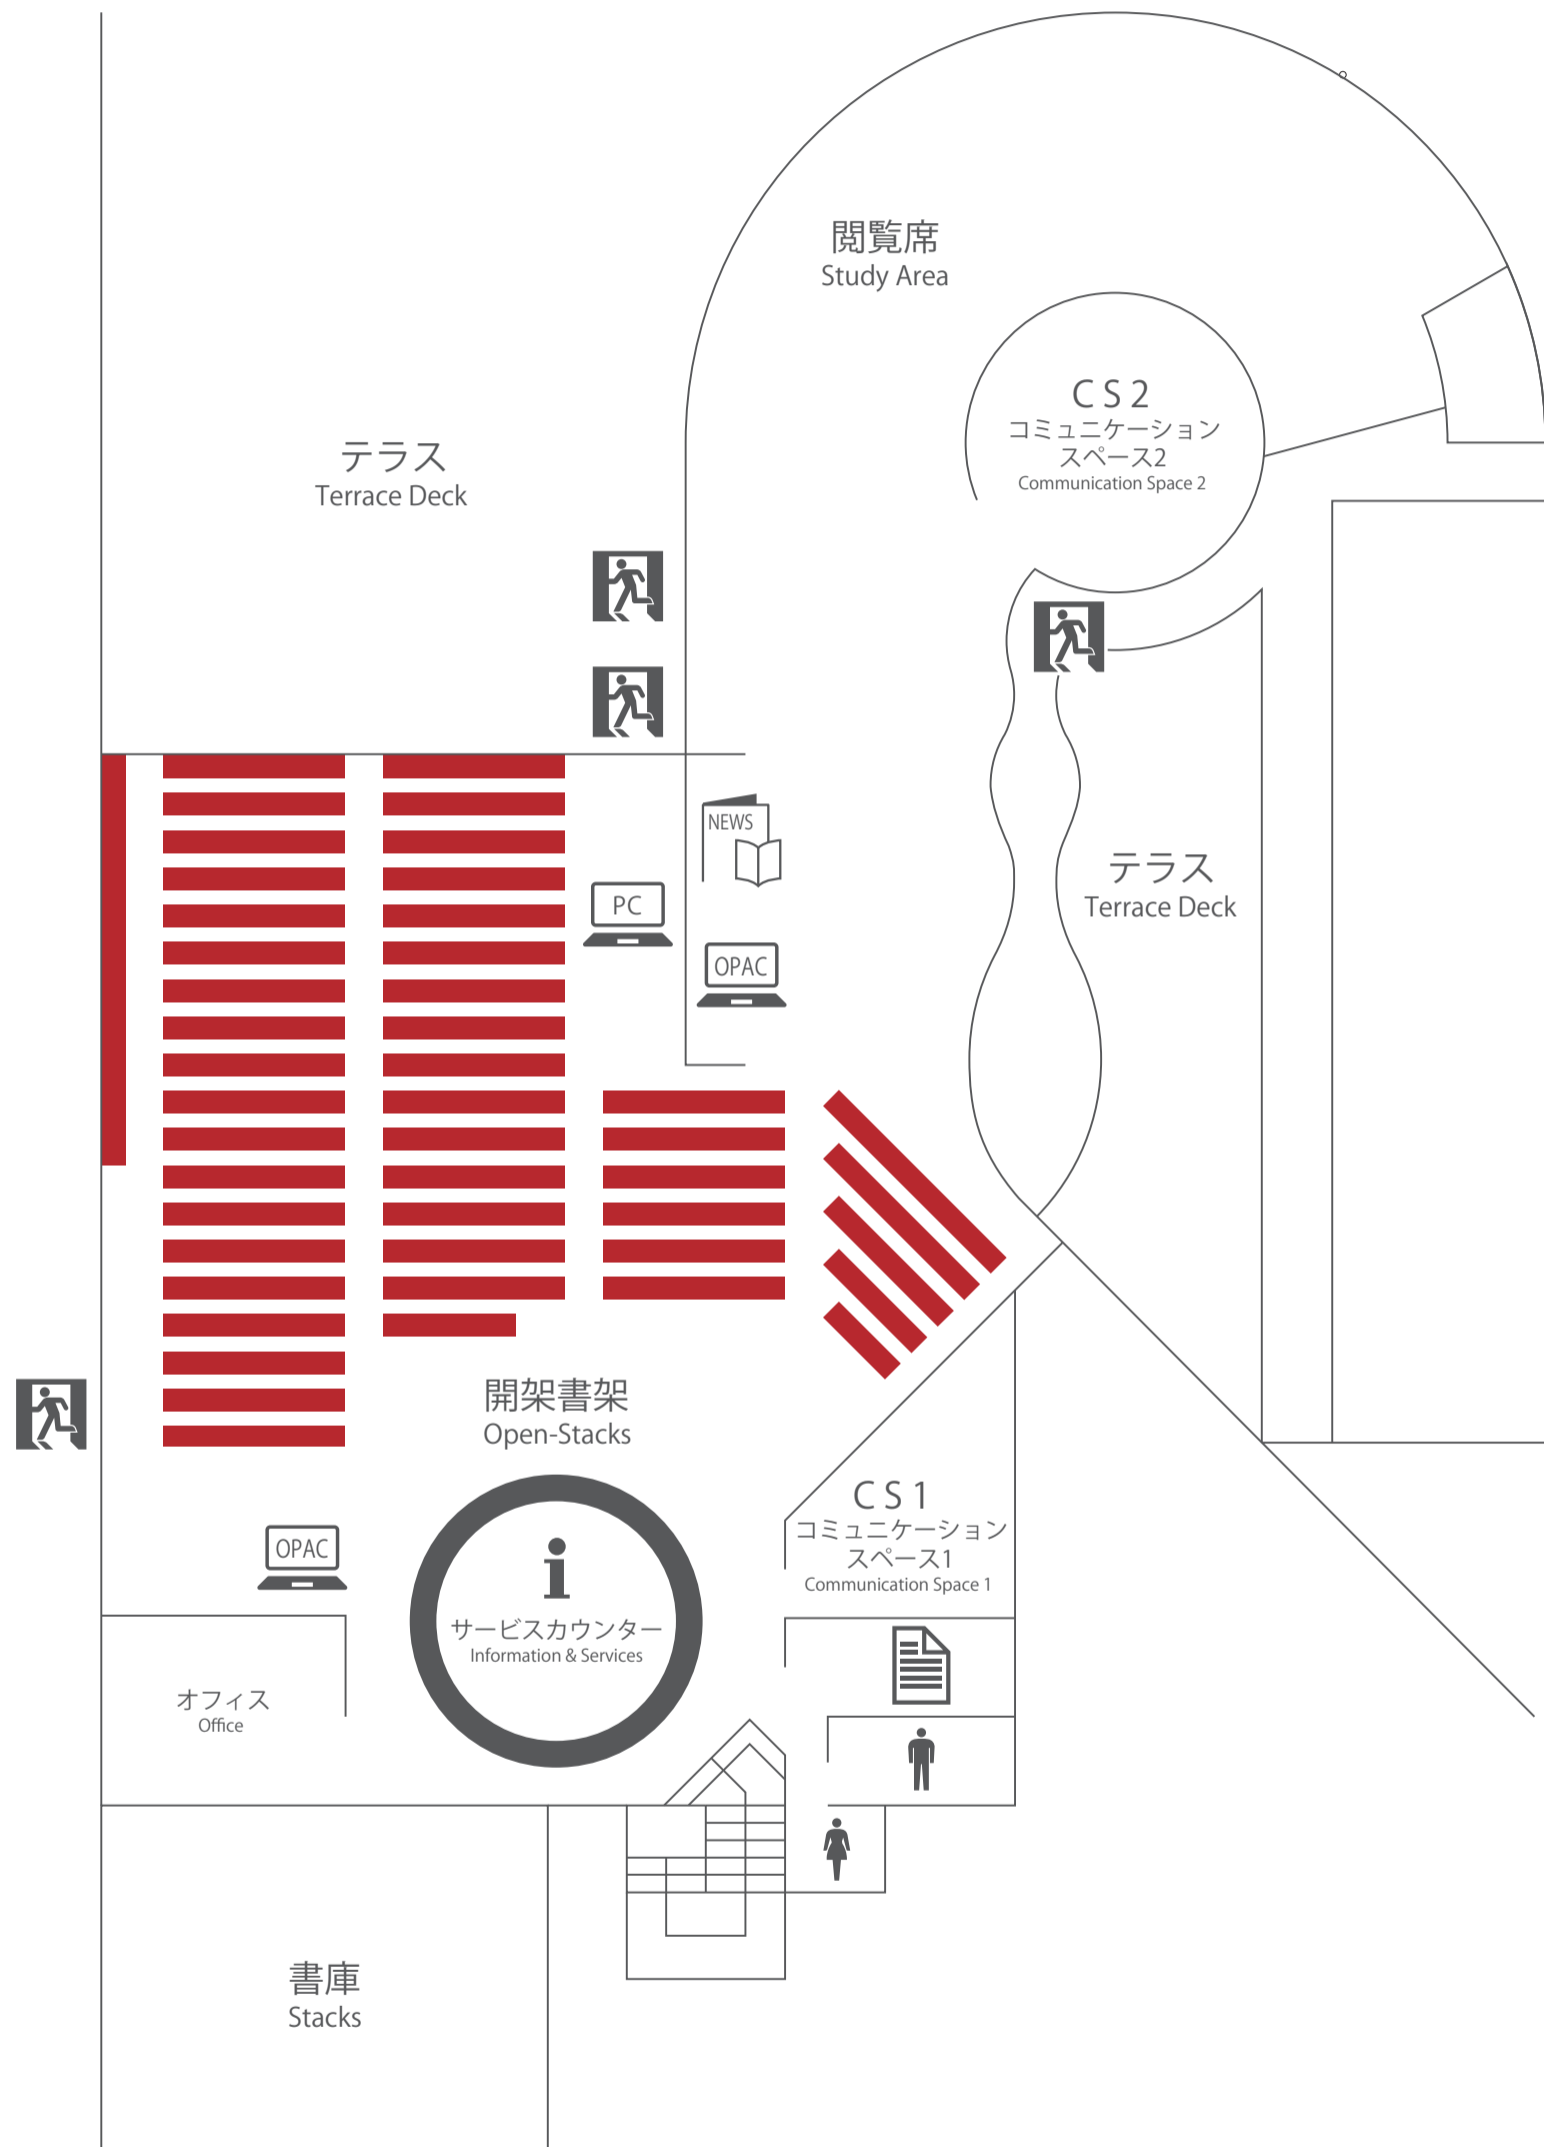 閲覧席
Study Area
CS2
コミュニケーション
スペース2
Communication Space 2
テラス
Terrace Deck
NEWS
PC
OPAC
テラス
Terrace Deck
開架書架
Open-Stacks
CS1
コミュニケーション
スペース1
Communication Space 1
OPAC
i
サービスカウンター
Information & Services
オフィス
Office
書庫
Stacks